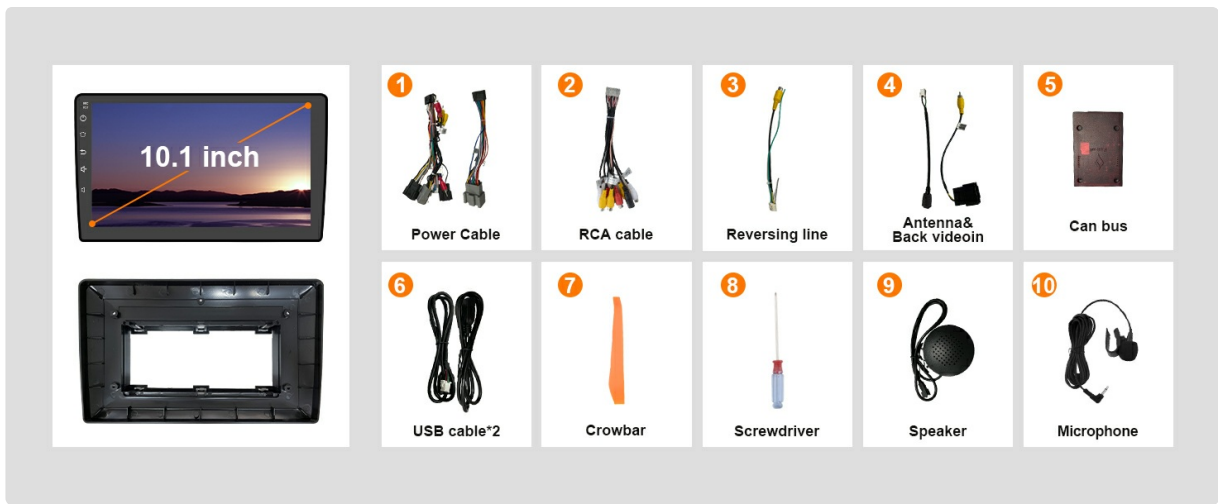 10.1 inch
1
Power Cable
2
RCA cable
3
Reversing line
4
Antenna&
Back videoin
5
Can bus
6
USB cable*2
7
Crowbar
8
Screwdriver
9
Speaker
10
Microphone